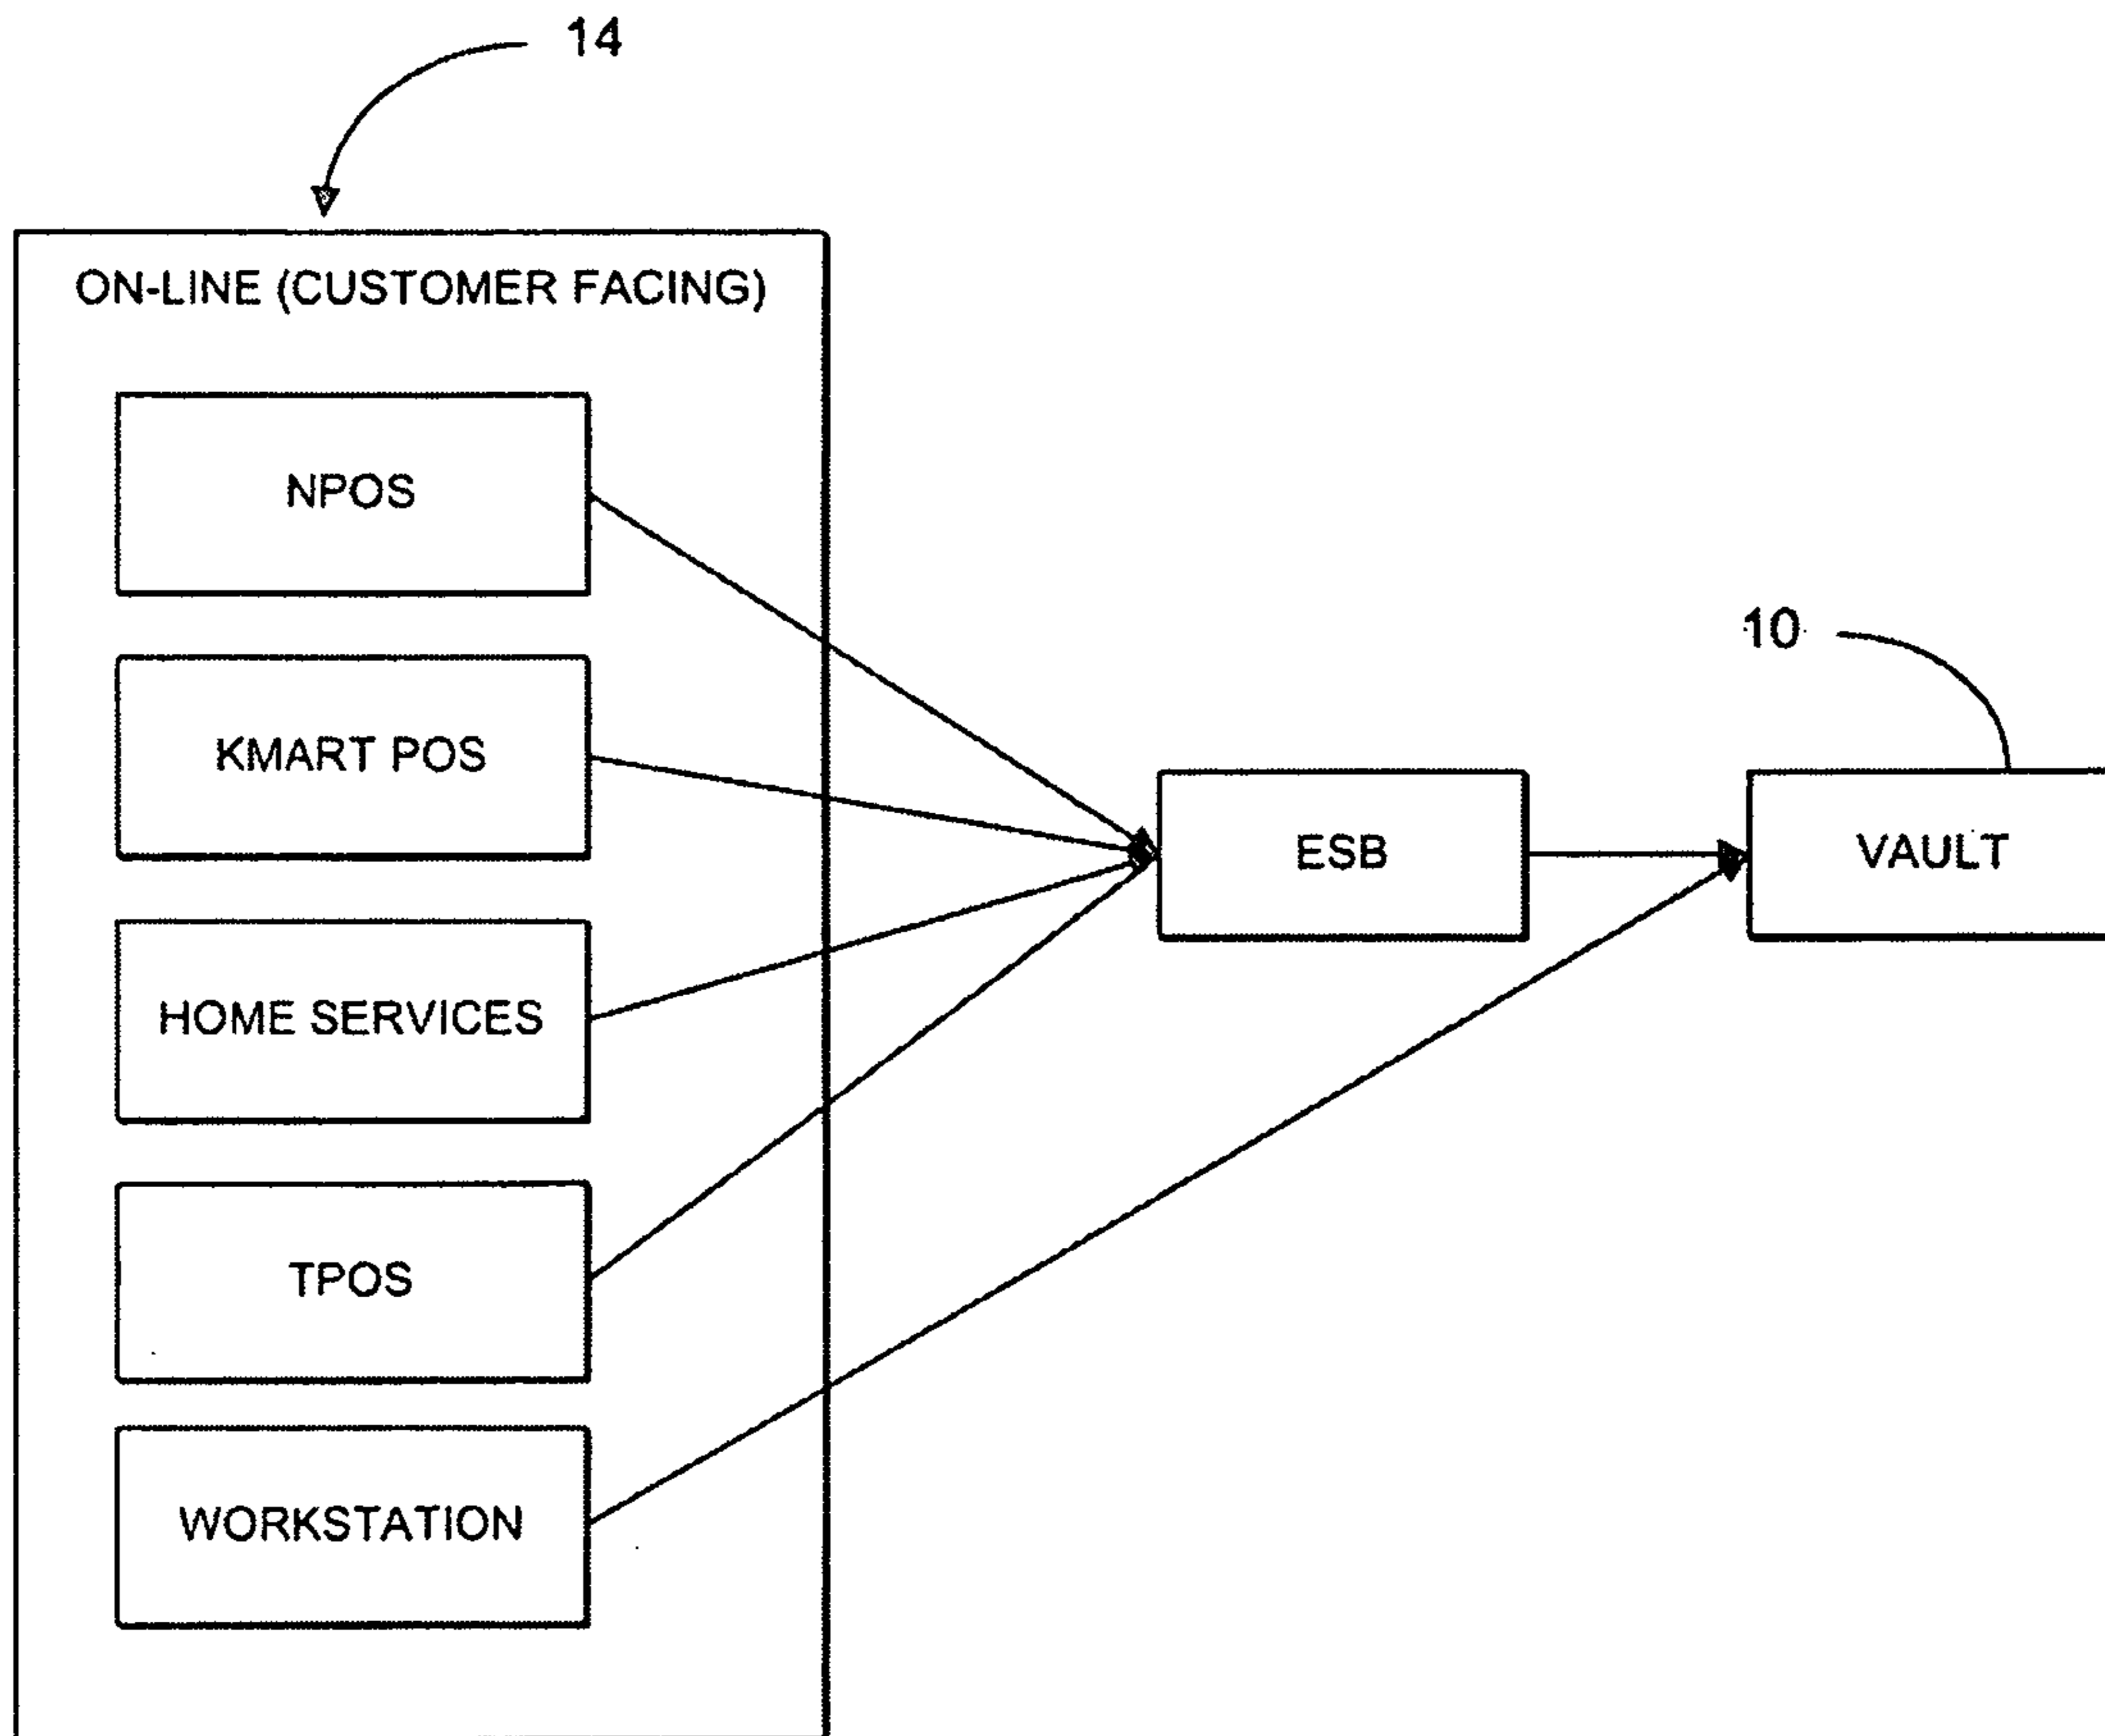 14
ON-LINE (CUSTOMER FACING)
NPOS
KMART POS
HOME SERVICES
TPOS
WORKSTATION
ESB
10
VAULT